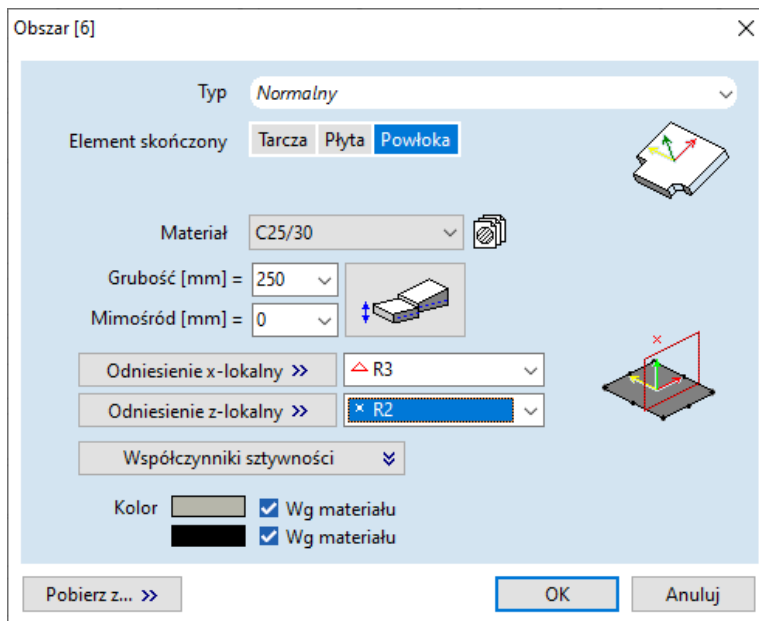 Obszar [6]
Typ Normalny
Element skończony Tarcza Płyta Powłoka
Materiał C25/30
Grubość [mm] = 250
Mimośród [mm] = 0
Odniesienie x-lokalny >> R3
Odniesienie z-lokalny >> R2
Współczynniki sztywności
Kolor Wg materiału
Wg materiału
Pobierz z... >> OK Anuluj